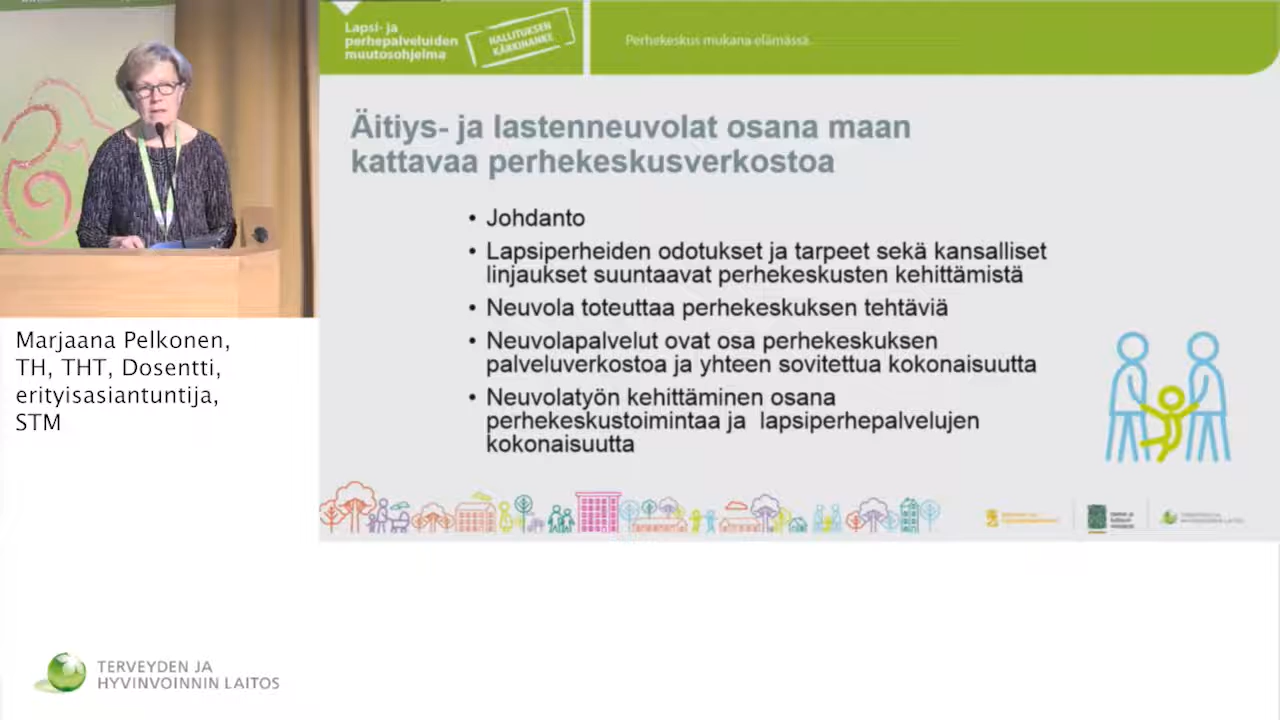 Lapsi- ja
perhepalveluiden
muutosohjelma
HALLITUKSEN
KÄRKIHANKE
Perhekeskus mukana elämässä
Äitiys- ja lastenneuvolat osana maan
kattavaa perhekeskusverkostoa
• Johdanto
• Lapsiperheiden odotukset ja tarpeet sekä kansalliset
linjaukset suuntaavat perhekeskusten kehittämistä
• Neuvola toteuttaa perhekeskuksen tehtäviä
• Neuvolapalvelut ovat osa perhekeskuksen
palveluverkostoa ja yhteen sovitettua kokonaisuutta
• Neuvolatyön kehittäminen osana
perhekeskustoimintaa ja lapsiperhepalvelujen
kokonaisuutta
Marjaana Pelkonen,
TH, THT, Dosentti,
erityisasiantuntija,
STM
TERVEYDEN JA
HYVINVOINNIN LAITOS